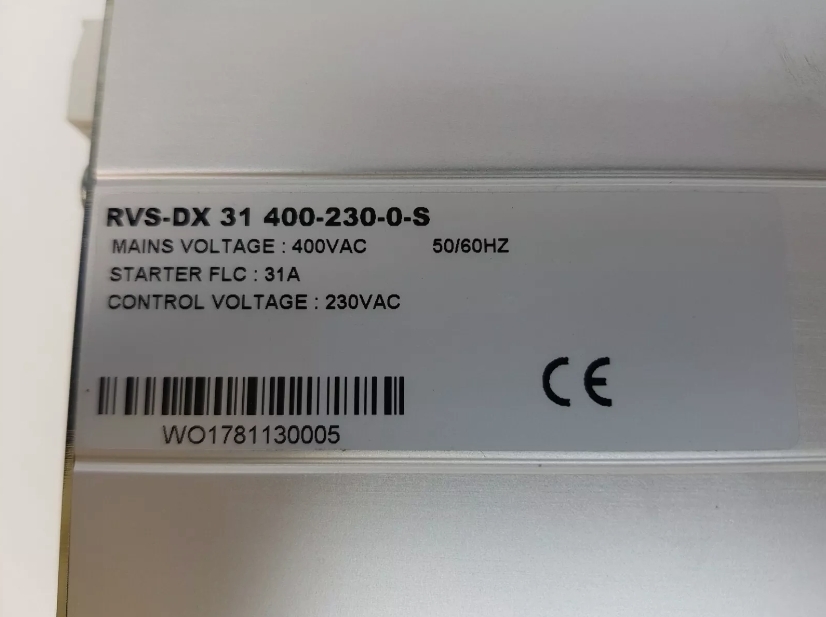 RVS-DX 31 400-230-0-S
MAINS VOLTAGE : 400VAC 50/60HZ
STARTER FLC : 31A
CONTROL VOLTAGE : 230VAC
CE
WO1781130005